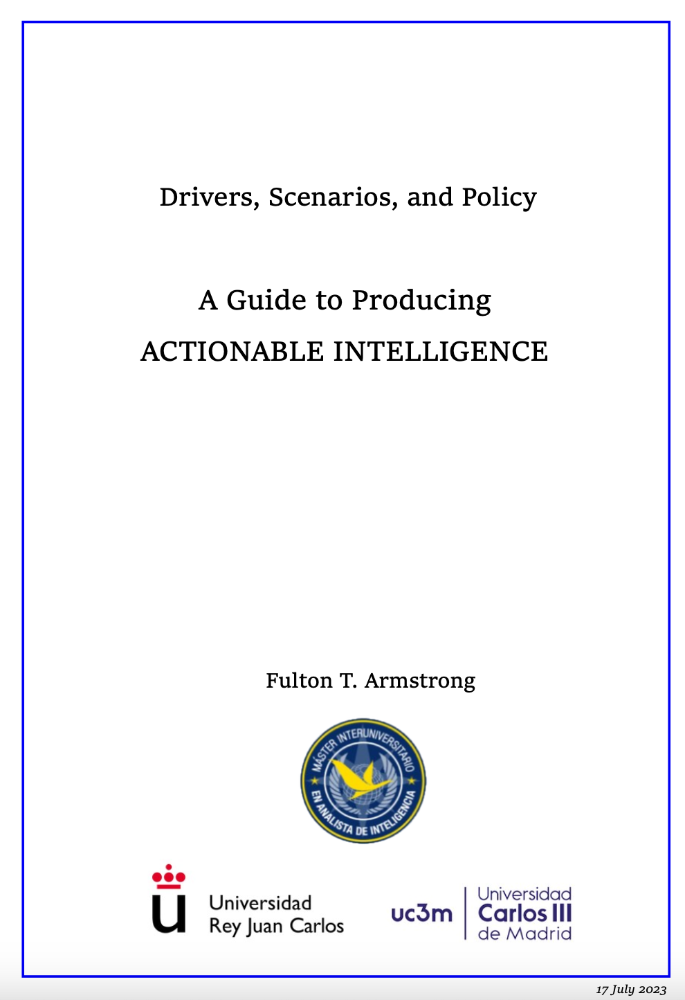 Drivers, Scenarios, and Policy
A Guide to Producing
ACTIONABLE INTELLIGENCE
Fulton T. Armstrong
MÁSTER INTERUNIVERSITARIO
EN ANÁLISTA DE INTELIGENCIA
Universidad
Rey Juan Carlos
uc3m
Universidad
Carlos III
de Madrid
17 July 2023